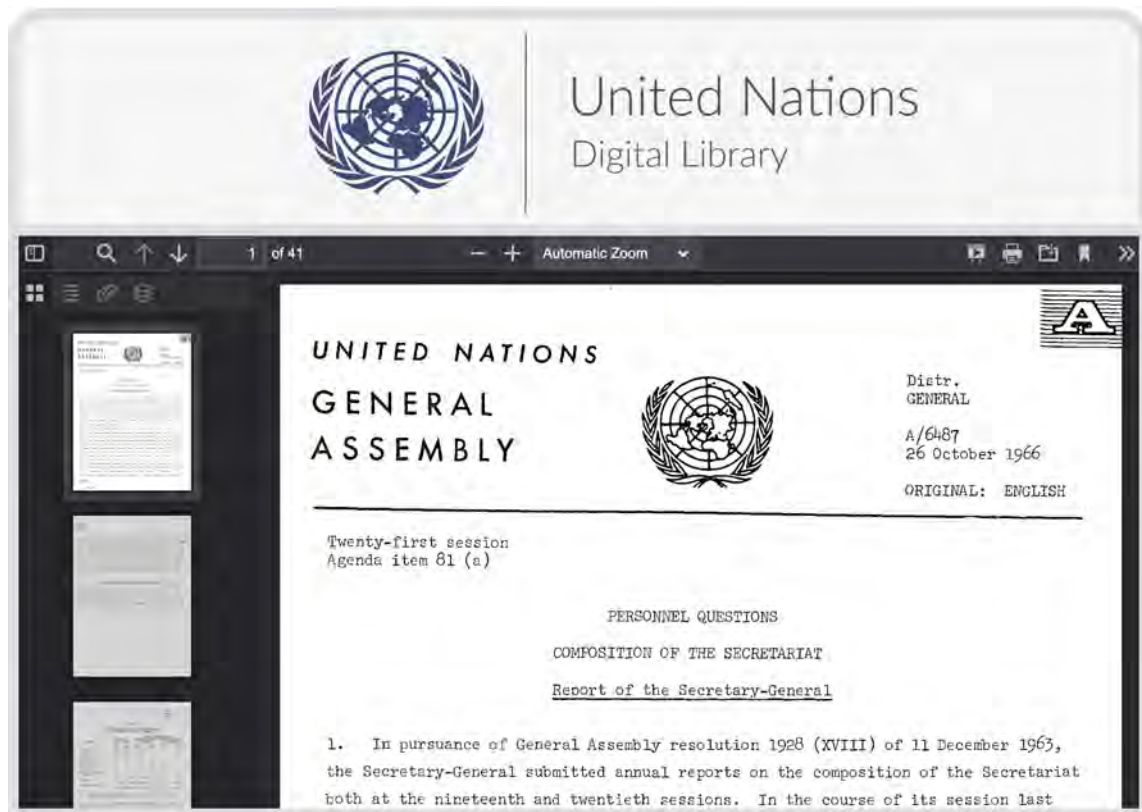 United Nations
Digital Library
1 of 41
Automatic Zoom
A
UNITED NATIONS
GENERAL
ASSEMBLY
Distr.
GENERAL
A/6487
26 October 1966
ORIGINAL: ENGLISH
Twenty-first session
Agenda item 81 (a)
PERSONNEL QUESTIONS
COMPOSITION OF THE SECRETARIAT
Report of the Secretary-General
1. In pursuance of General Assembly resolution 1928 (XVIII) of 11 December 1963,
the Secretary-General submitted annual reports on the composition of the Secretariat
both at the nineteenth and twentieth sessions. In the course of its session last